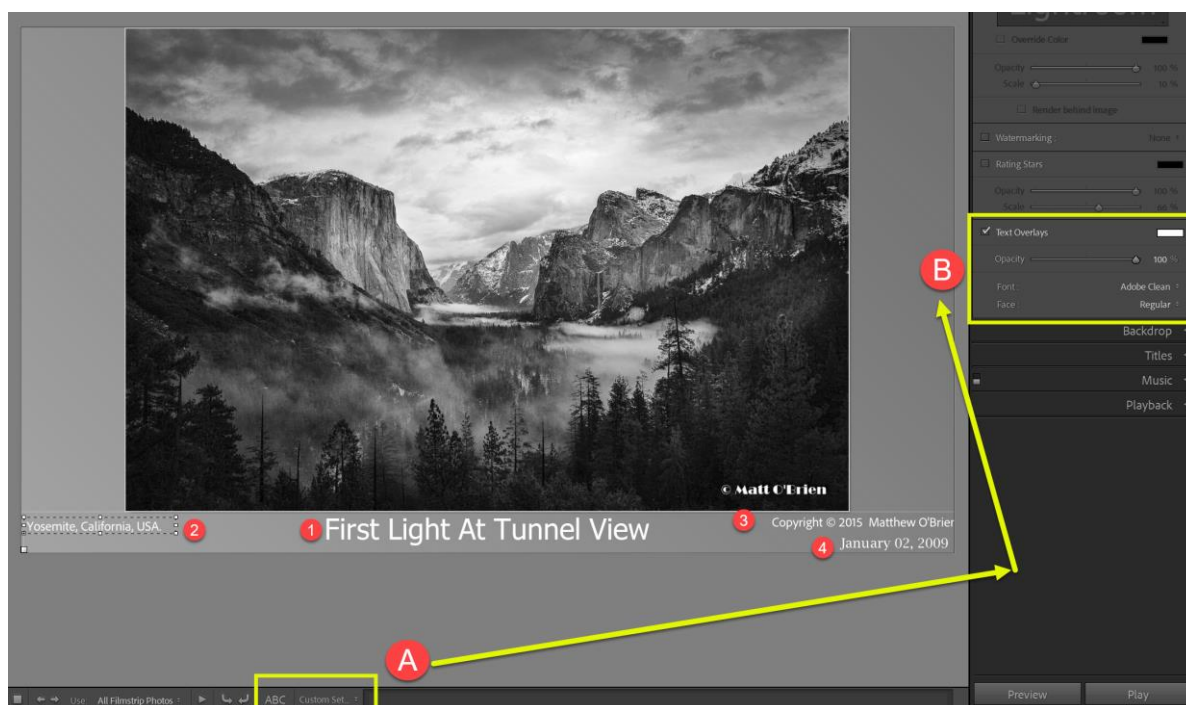 Override Color
Opacity 100 %
Scale 10 %
Render behind image
Watermarking : None
Rating Stars
Opacity 100 %
Scale
Text Overlays
Opacity 100 %
Font : Adobe Clean
Face : Regular
B
Backdrop
Titles
Music
Playback
© Matt O'Brien
Yosemite, California, USA. 2
1 First Light At Tunnel View
3 Copyright © 2015 Matthew O'Brien
4 January 02, 2009
A
Use: All Filmstrip Photos ABC Custom Set...
Preview Play